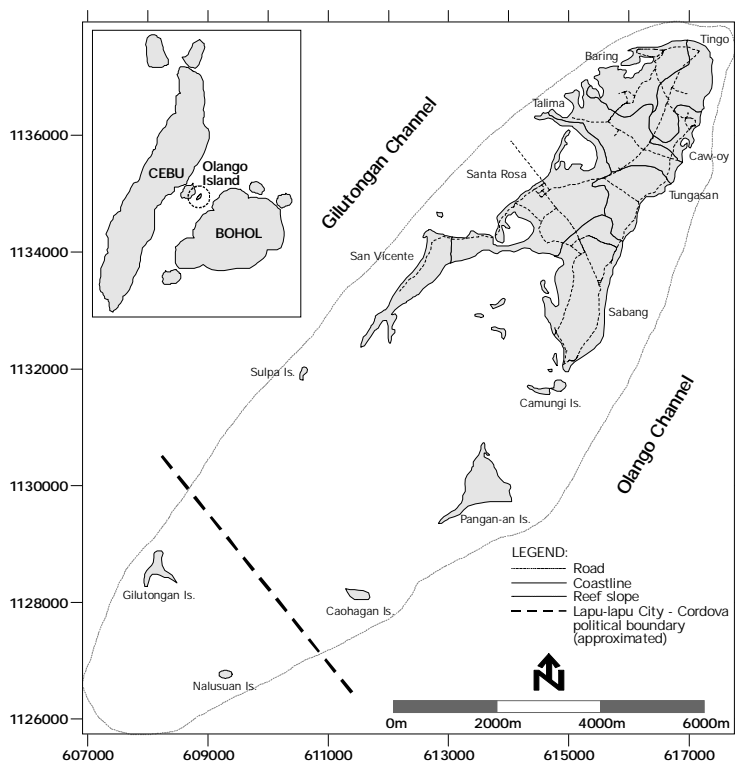 Tingo
Baring
Talima
Gilutongan Channel
1136000
CEBU
Olango
Island
Santa Rosa
Caw-oy
Tungasan
BOHOL
1134000
San Vicente
Sabang
1132000
Sulpa Is.
Camungi Is.
Olango Channel
1130000
Pangan-an Is.
LEGEND:
Road
Coastline
Reef slope
Lapu-lapu City - Cordova
political boundary
(approximated)
1128000
Gilutongan Is.
Caohagan Is.
N
Nalusuan Is.
1126000
0m 2000m 4000m 6000m
607000 609000 611000 613000 615000 617000